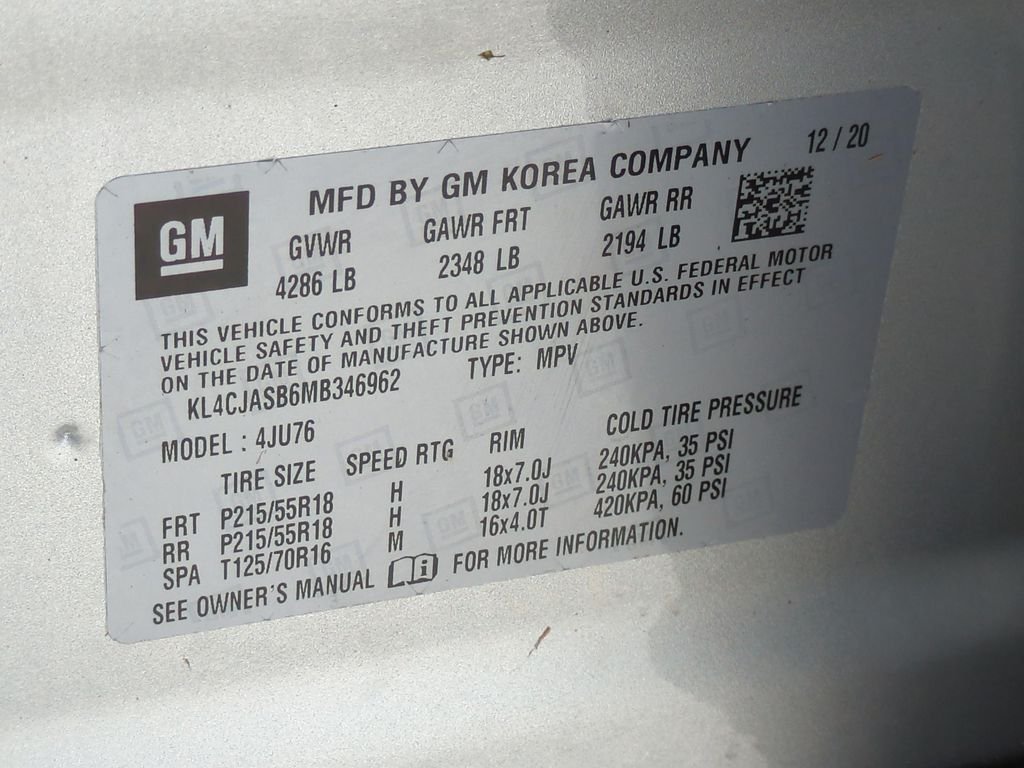 GM
MFD BY GM KOREA COMPANY 12 / 20
GVWR GAWR FRT GAWR RR
4286 LB 2348 LB 2194 LB
THIS VEHICLE CONFORMS TO ALL APPLICABLE U.S. FEDERAL MOTOR
VEHICLE SAFETY AND THEFT PREVENTION STANDARDS IN EFFECT
ON THE DATE OF MANUFACTURE SHOWN ABOVE.
KL4CJASB6MB346962 TYPE: MPV
MODEL : 4JU76
TIRE SIZE SPEED RTG RIM COLD TIRE PRESSURE
FRT P215/55R18 H 18x7.0J 240KPA, 35 PSI
RR P215/55R18 H 18x7.0J 240KPA, 35 PSI
SPA T125/70R16 M 16x4.0T 420KPA, 60 PSI
SEE OWNER'S MANUAL i FOR MORE INFORMATION.